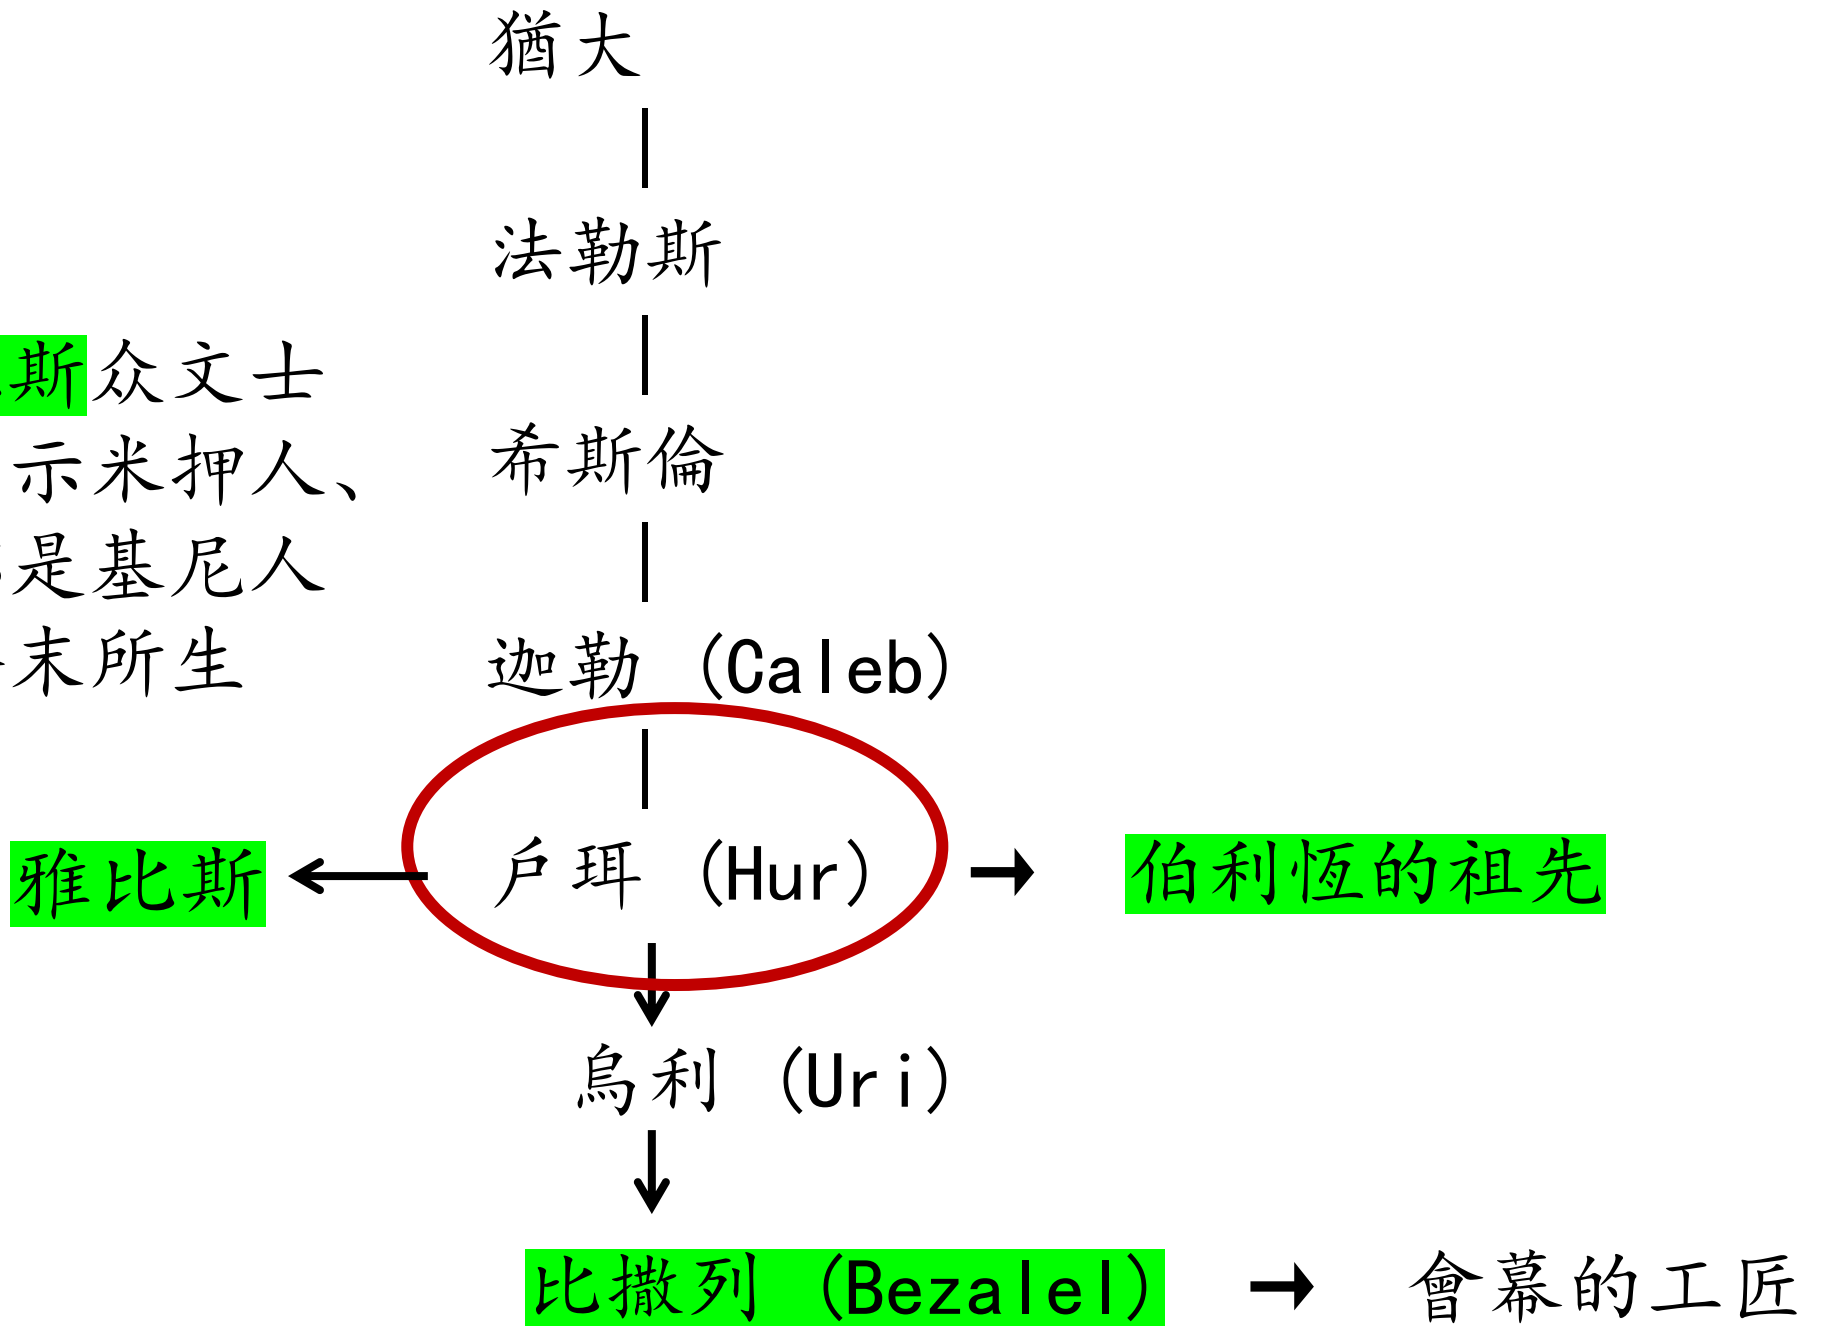 猶大
法勒斯
斯众文士
示米押人、
希斯倫
是基尼人
末所生
迦勒 (Caleb)
雅比斯
戶珥 (Hur)
伯利恆的祖先
烏利 (Uri)
比撒列 (Bezalel)
會幕的工匠